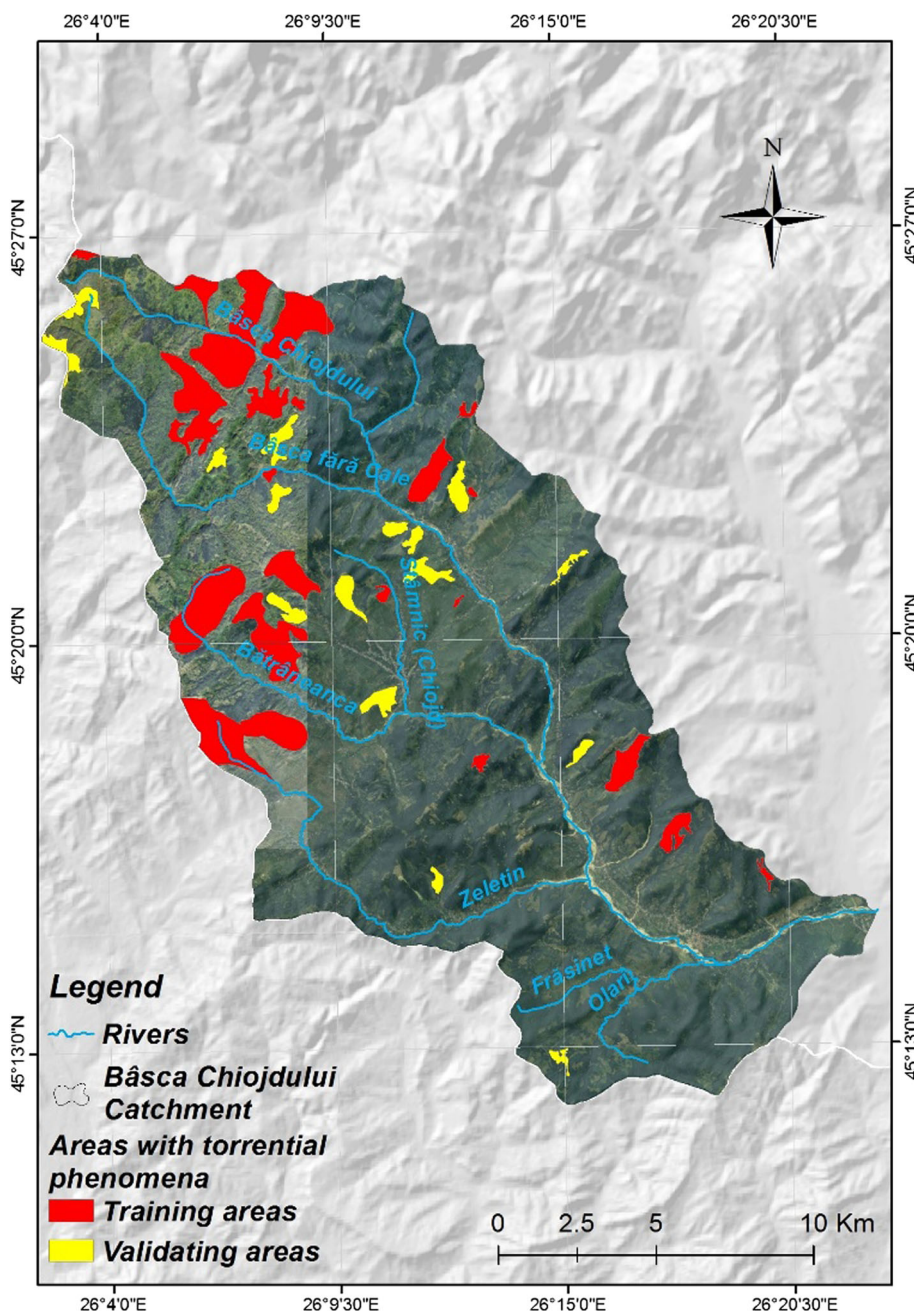 26°4'0"E 26°9'30"E 26°15'0"E 26°20'30"E
N
45°27'0"N 45°27'0"N
Bâsca Chiojdului
Bâsca fără Cale
Stâmnic (Chiojd)
45°20'0"N 45°20'0"N
Bătrâneanca
Zeletin
Frăsinet
Olari
45°13'0"N 45°13'0"N
Legend
Rivers
Bâsca Chiojdului
Catchment
Areas with torrential
phenomena
Training areas
Validating areas
0 2.5 5 10 Km
26°4'0"E 26°9'30"E 26°15'0"E 26°20'30"E